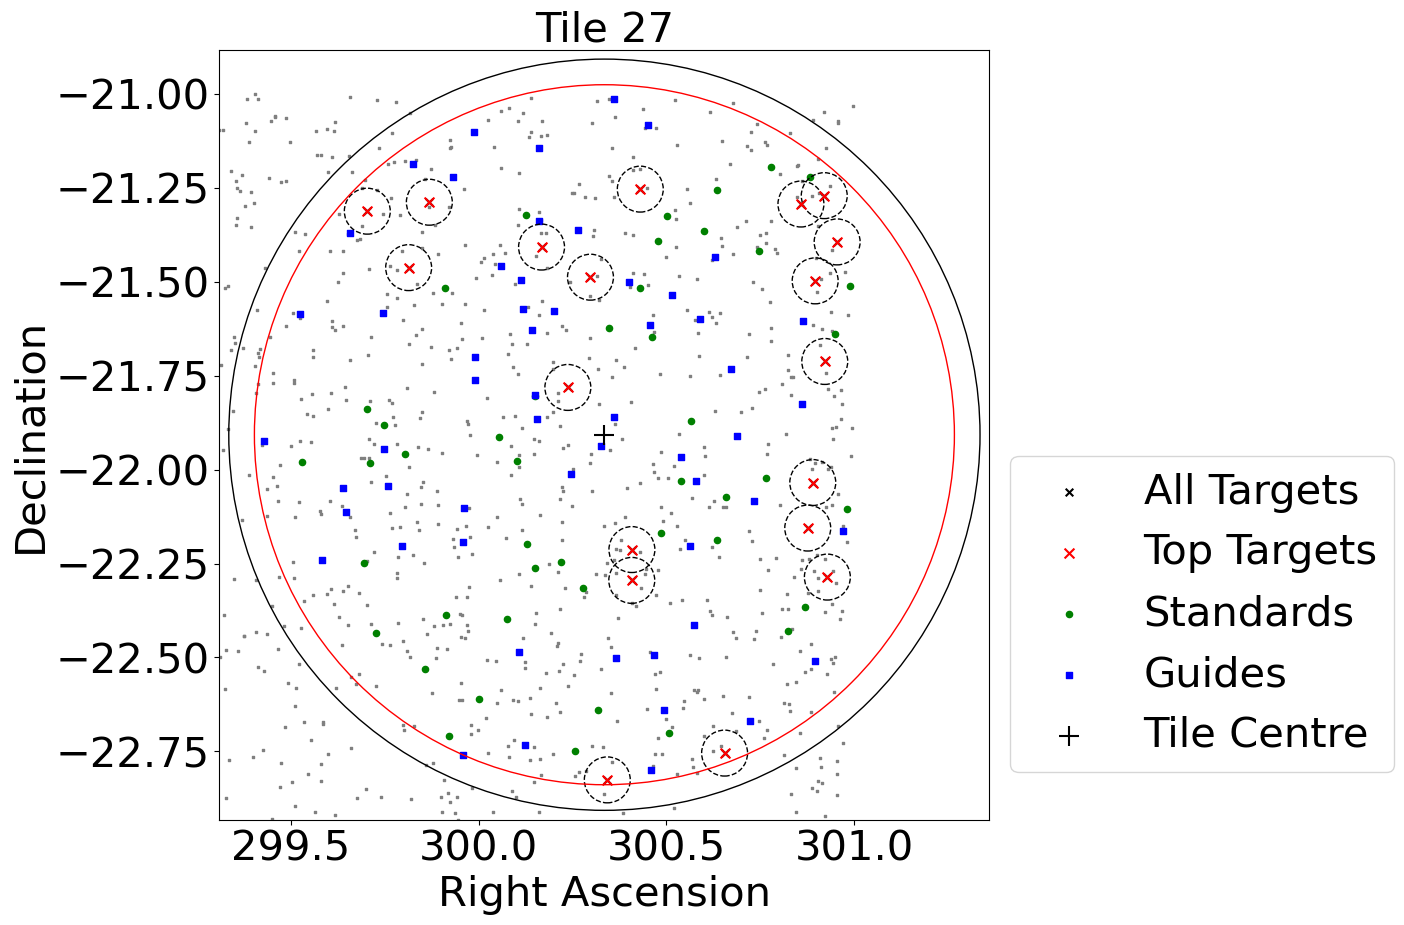 Tile 27
−21.00
−21.25
−21.50
−21.75
−22.00
−22.25
−22.50
−22.75
Declination
299.5
300.0
300.5
301.0
Right Ascension
All Targets
Top Targets
Standards
Guides
Tile Centre